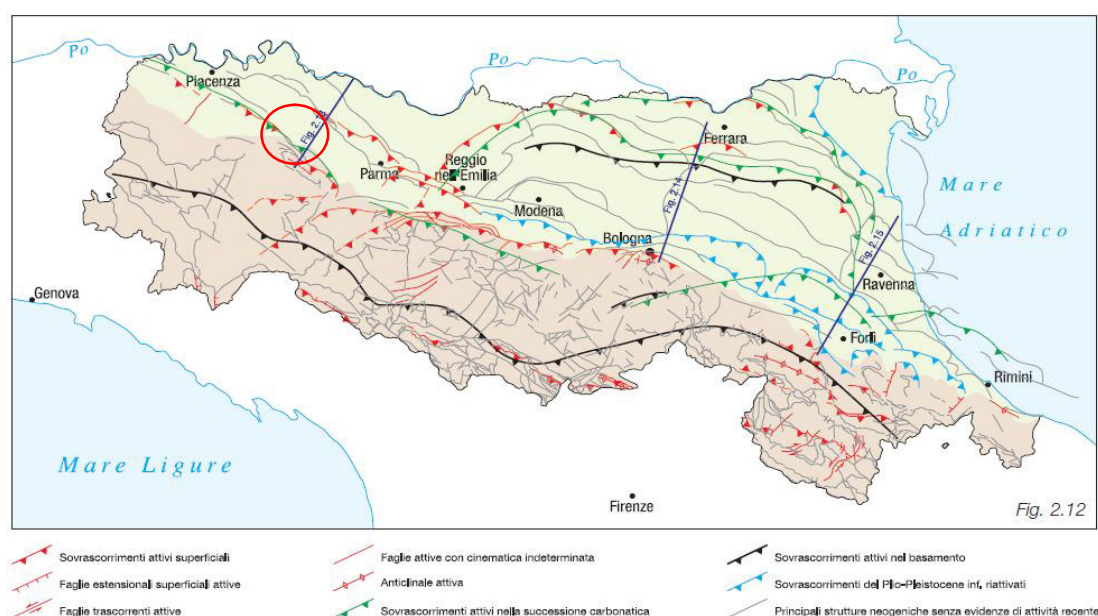 Po
Po
Po
Piacenza
Fig. 2.14
Ferrara
Parma
Reggio
nell'Emilia
Modena
Bologna
Fig. 2.15
Mare
Adriatico
Ravenna
Genova
Forlì
Rimini
Mare Ligure
Firenze
Fig. 2.12
Sovrascorrimenti attivi superficiali
Faglie attive con cinematica indeterminata
Sovrascorrimenti attivi nel basamento
Faglie estensionali superficiali attive
Anticlinale attiva
Sovrascorrimenti del Plio-Pleistocene inf. riattivati
Faglie trascorrenti attive
Sovrascorrimenti attivi nella successione carbonatica
Principali strutture neogeniche senza evidenze di attività recente